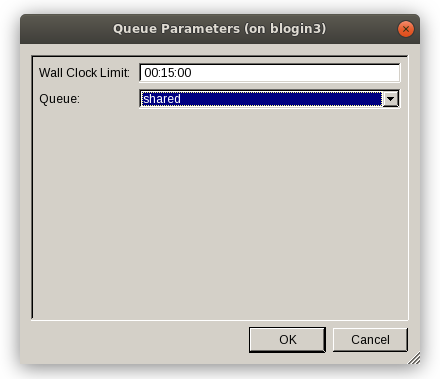 Queue Parameters (on blogin3)
Wall Clock Limit: 00:15:00
Queue: shared
OK Cancel